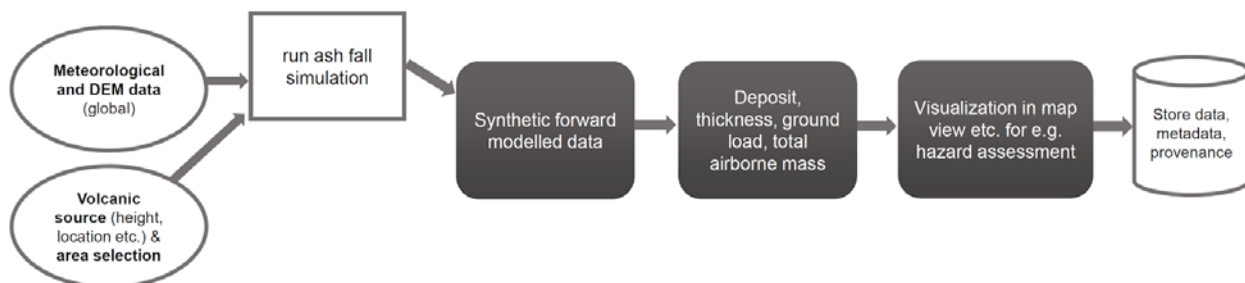 Meteorological
and DEM data
(global)
Volcanic
source (height,
location etc.) &
area selection
run ash fall
simulation
Synthetic forward
modelled data
Deposit,
thickness, ground
load, total
airborne mass
Visualization in map
view etc. for e.g.
hazard assessment
Store data,
metadata,
provenance